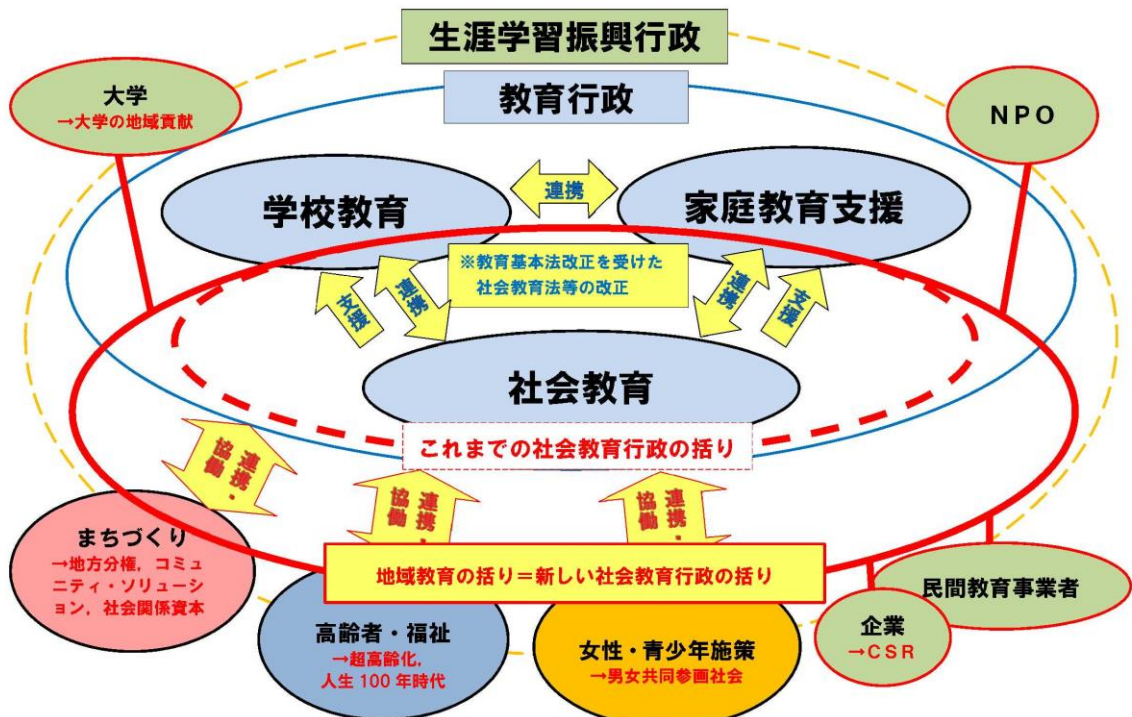 生涯学習振興行政
教育行政
大学
→大学の地域貢献
NPO
学校教育
連携
家庭教育支援
※教育基本法改正を受けた
社会教育法等の改正
支援
連携
連携
支援
社会教育
これまでの社会教育行政の括り
連携・
協働
連携・
協働
連携・
協働
まちづくり
→地方分権，コミュ
ニティ・ソリューシ
ョン，社会関係資本
地域教育の括り＝新しい社会教育行政の括り
高齢者・福祉
→超高齢化，
人生100年時代
女性・青少年施策
→男女共同参画社会
民間教育事業者
企業
→CSR